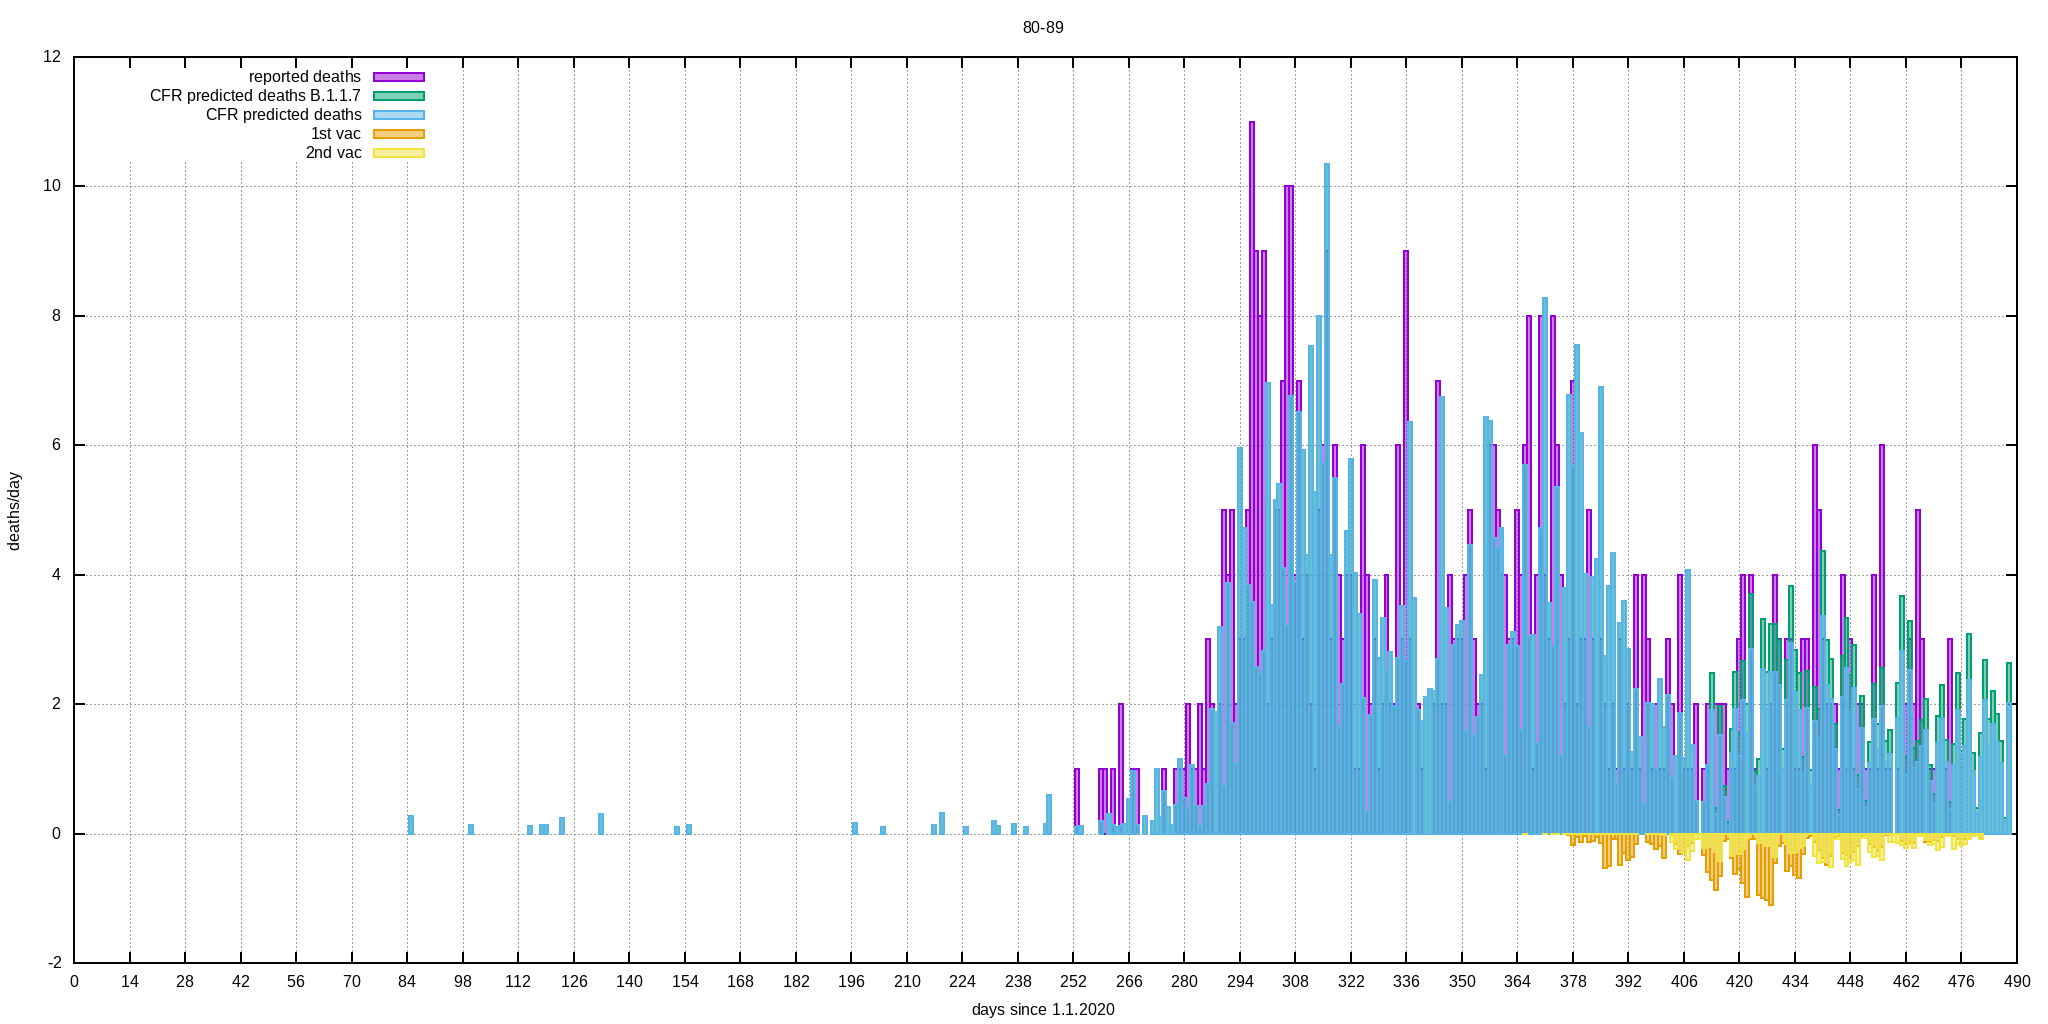 80-89
reported deaths
CFR predicted deaths B.1.1.7
CFR predicted deaths
1st vac
2nd vac
12
10
8
6
4
2
0
-2
deaths/day
0 14 28 42 56 70 84 98 112 126 140 154 168 182 196 210 224 238 252 266 280 294 308 322 336 350 364 378 392 406 420 434 448 462 476 490
days since 1.1.2020